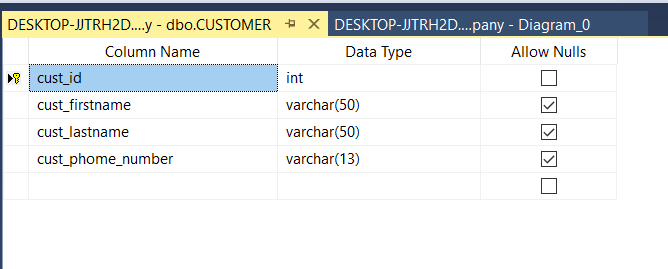 DESKTOP-JJTRH2D....y - dbo.CUSTOMER DESKTOP-JJTRH2D....pany - Diagram_0
Column Name Data Type Allow Nulls
cust_id int
cust_firstname varchar(50)
cust_lastname varchar(50)
cust_phome_number varchar(13)